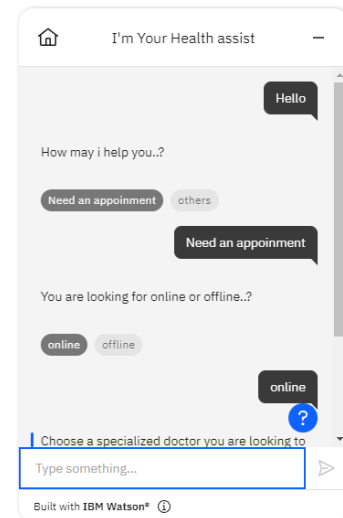 I'm Your Health assist
Hello
How may i help you..?
Need an appoinment others
Need an appoinment
You are looking for online or offline..?
online offline
online
?
Choose a specialized doctor you are looking to
Type something...
Built with IBM Watson®